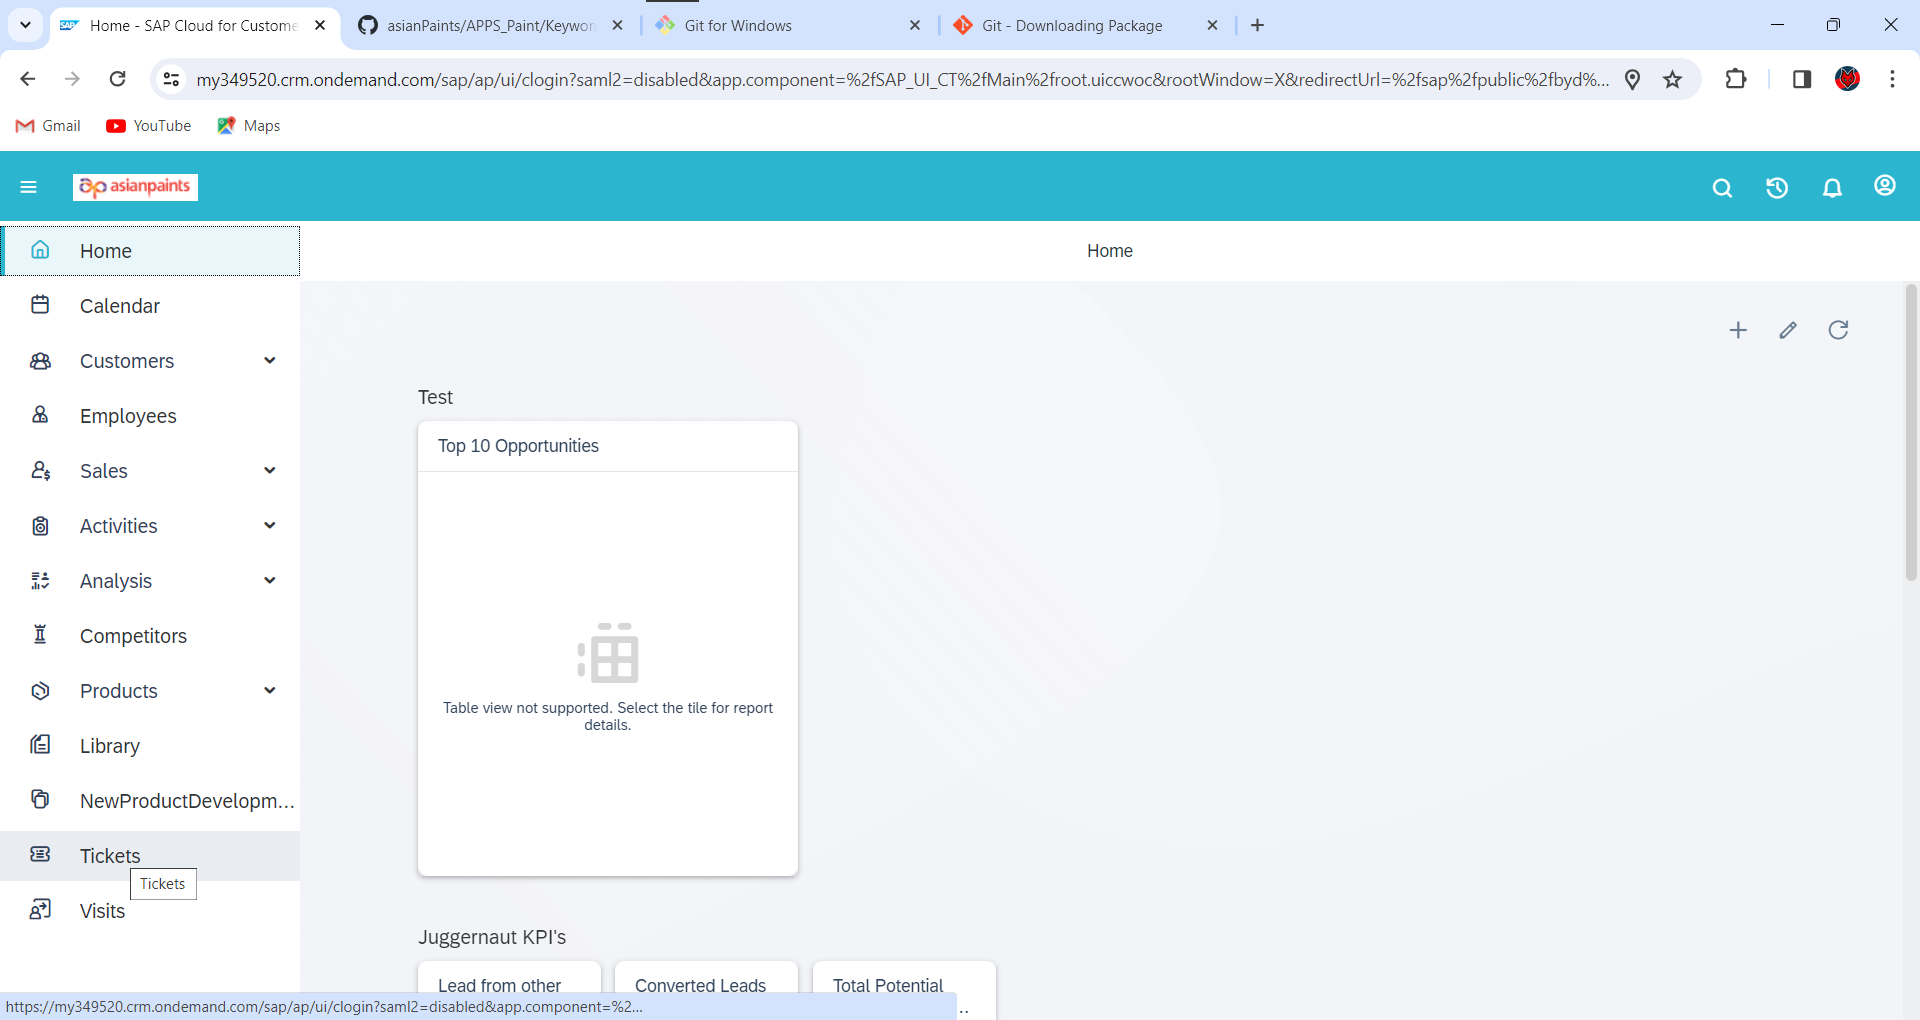 Home - SAP Cloud for Custome
asianPaints/APPS_Paint/Keywor
Git for Windows
Git - Downloading Package
my349520.crm.ondemand.com/sap/ap/ui/clogin?saml2=disabled&app.component=%2fSAP_UI_CT%2fMain%2froot.uiccwoc&rootWindow=X&redirectUrl=%2fsap%2fpublic%2fbyd%...
Gmail
YouTube
Maps
asianpaints
Home
Home
Calendar
Customers
Employees
Sales
Activities
Analysis
Competitors
Products
Library
NewProductDevelopm...
Tickets
Tickets
Visits
Test
Top 10 Opportunities
Table view not supported. Select the tile for report
details.
Juggernaut KPI's
Lead from other
Converted Leads
Total Potential
..
https://my349520.crm.ondemand.com/sap/ap/ui/clogin?saml2=disabled&app.component=%2...